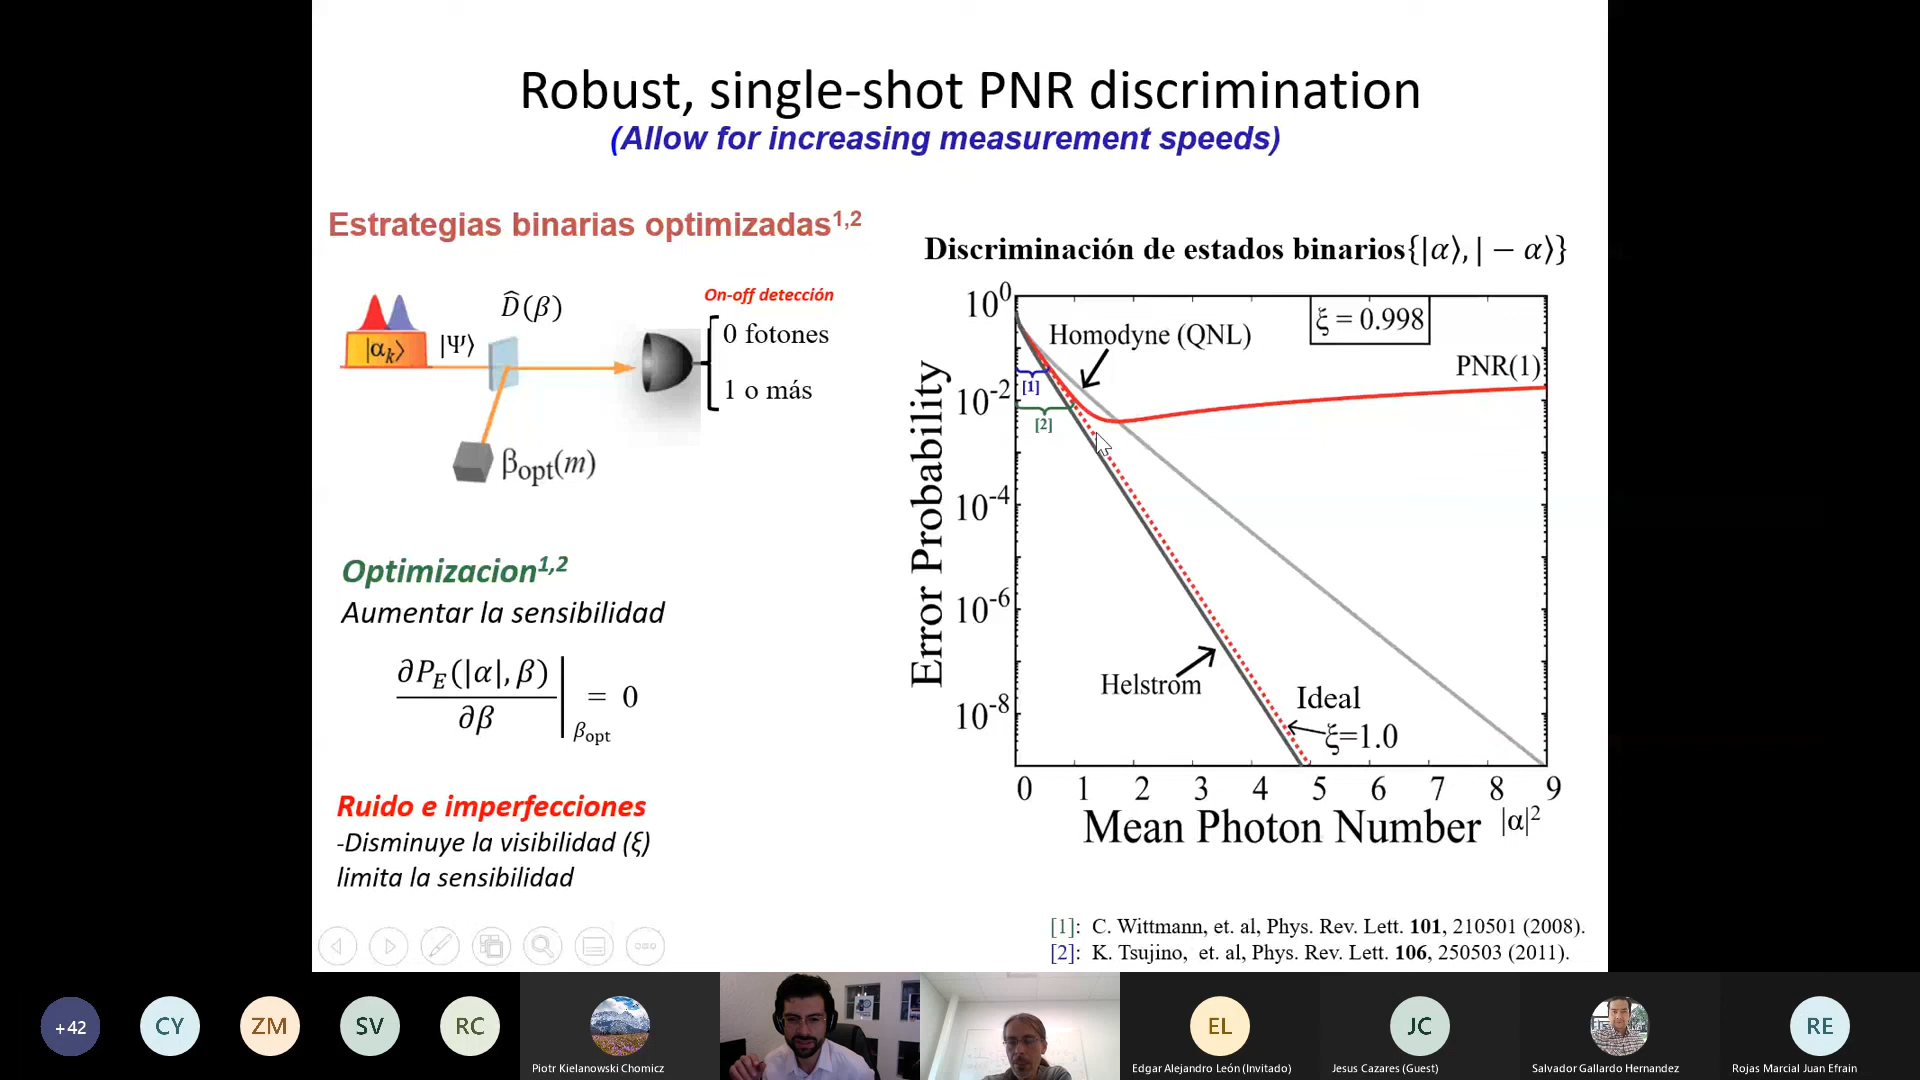 Robust, single-shot PNR discrimination
(Allow for increasing measurement speeds)
Estrategias binarias optimizadas1,2
|αk⟩
|Ψ⟩
D̂(β)
βopt(m)
On-off detección
0 fotones
1 o más
Optimizacion1,2
Aumentar la sensibilidad
∂PE(|α|, β)
∂β
βopt
= 0
Ruido e imperfecciones
-Disminuye la visibilidad (ξ)
limita la sensibilidad
Discriminación de estados binarios{|α⟩, | − α⟩}
Error Probability
10^0
10^-2
10^-4
10^-6
10^-8
Homodyne (QNL)
ξ = 0.998
PNR(1)
[1]
[2]
Helstrom
Ideal
ξ=1.0
0 1 2 3 4 5 6 7 8 9
Mean Photon Number |α|^2
[1]: C. Wittmann, et. al, Phys. Rev. Lett. 101, 210501 (2008).
[2]: K. Tsujino, et. al, Phys. Rev. Lett. 106, 250503 (2011).
+42
CY
ZM
SV
RC
Piotr Kielanowski Chomicz
EL
Edgar Alejandro León (Invitado)
JC
Jesus Cazares (Guest)
Salvador Gallardo Hernandez
RE
Rojas Marcial Juan Efrain